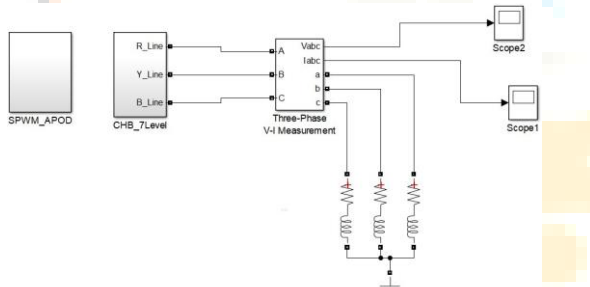 SPWM_APOD
R_Line
Y_Line
B_Line
CHB_7Level
A
B
C
Vabc
Iabc
a
b
c
Three-Phase
V-I Measurement
Scope2
Scope1